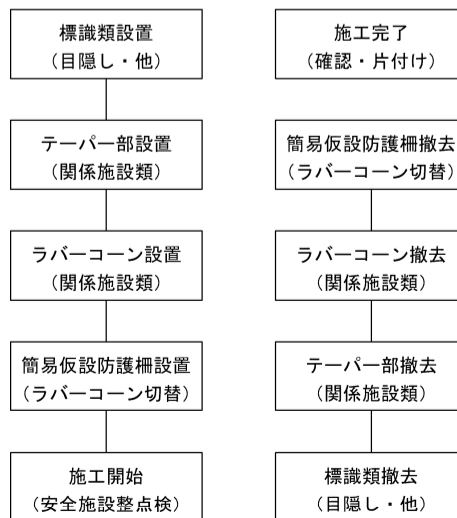 標識類設置
（目隠し・他）
テーパー部設置
（関係施設類）
ラバーコーン設置
（関係施設類）
簡易仮設防護柵設置
（ラバーコーン切替）
施工開始
（安全施設整点検）
施工完了
（確認・片付け）
簡易仮設防護柵撤去
（ラバーコーン切替）
ラバーコーン撤去
（関係施設類）
テーパー部撤去
（関係施設類）
標識類撤去
（目隠し・他）